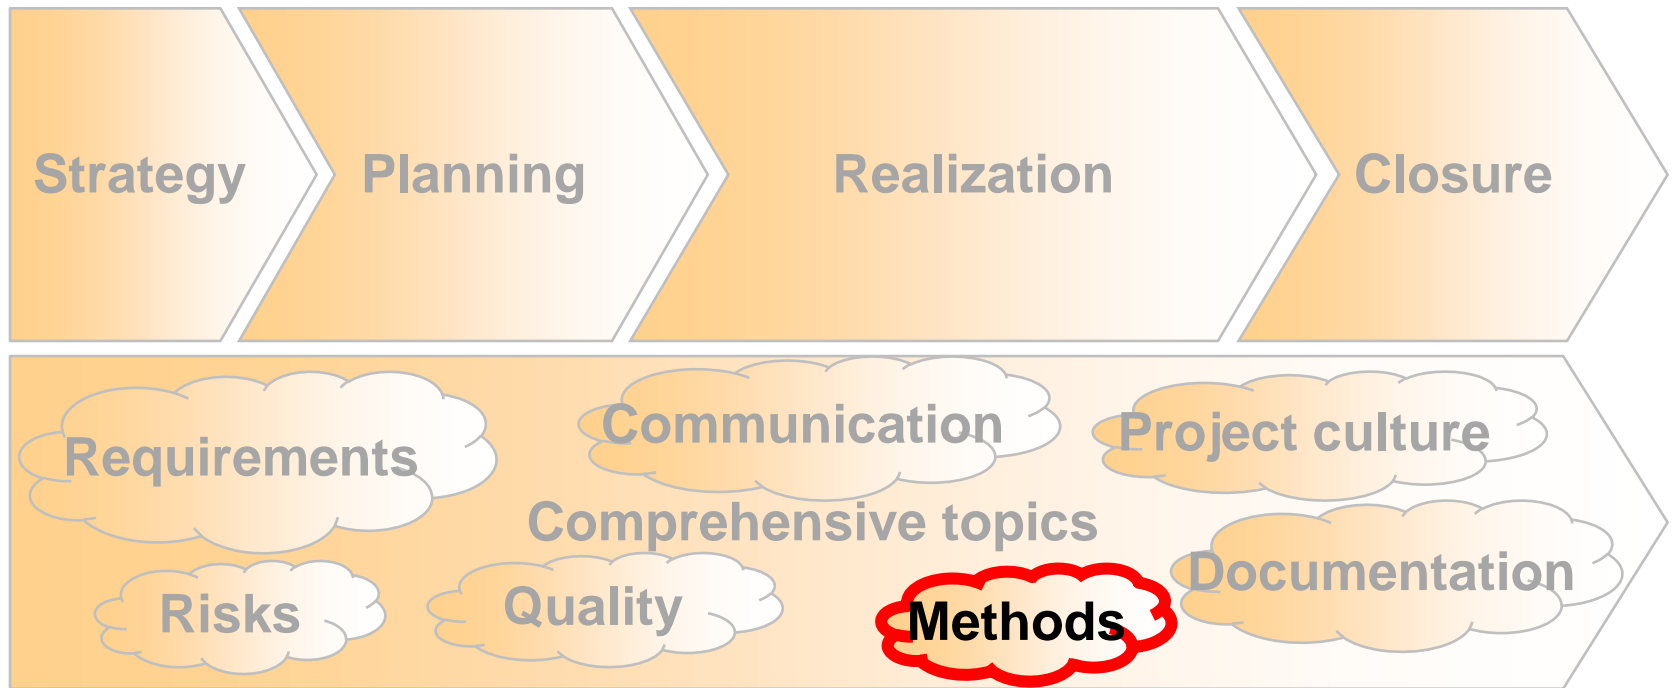 Strategy
Planning
Realization
Closure
Requirements
Communication
Project culture
Comprehensive topics
Risks
Quality
Methods
Documentation